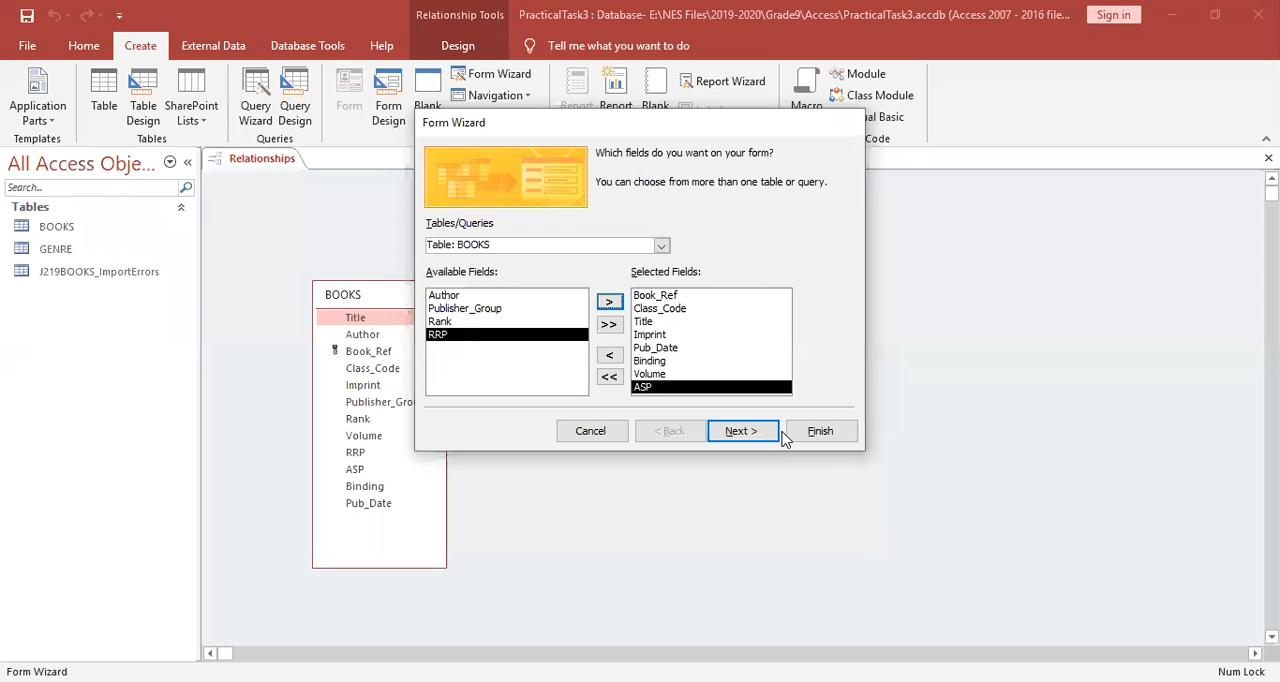 Relationship Tools
PracticalTask3 : Database- E:\NES Files\2019-2020\Grade9\Access\PracticalTask3.accdb (Access 2007 - 2016 file...
Sign in
File
Home
Create
External Data
Database Tools
Help
Design
Tell me what you want to do
Application
Parts
Templates
Table
Table
Design
SharePoint
Lists
Tables
Query
Wizard
Query
Design
Queries
Form
Form
Design
Blank
Form Wizard
Navigation
Report
Report
Blank
Report Wizard
Macro
Module
Class Module
al Basic
Code
All Access Obje...
Search...
Tables
BOOKS
GENRE
J219BOOKS_ImportErrors
Relationships
BOOKS
Title
Author
Book_Ref
Class_Code
Imprint
Publisher_Gro
Rank
Volume
RRP
ASP
Binding
Pub_Date
Form Wizard
Which fields do you want on your form?
You can choose from more than one table or query.
Tables/Queries
Table: BOOKS
Available Fields:
Author
Publisher_Group
Rank
RRP
>
>>
<
<<
Selected Fields:
Book_Ref
Class_Code
Title
Imprint
Pub_Date
Binding
Volume
ASP
Cancel
< Back
Next >
Finish
Form Wizard
Num Lock